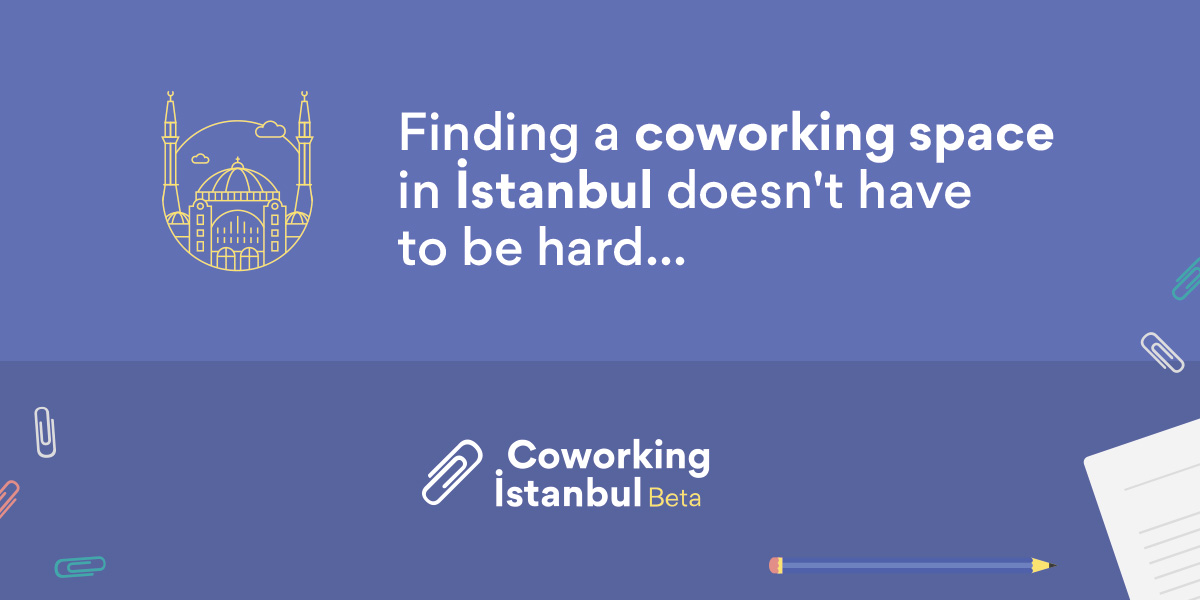 Finding a coworking space
in İstanbul doesn't have
to be hard...
Coworking
İstanbul Beta